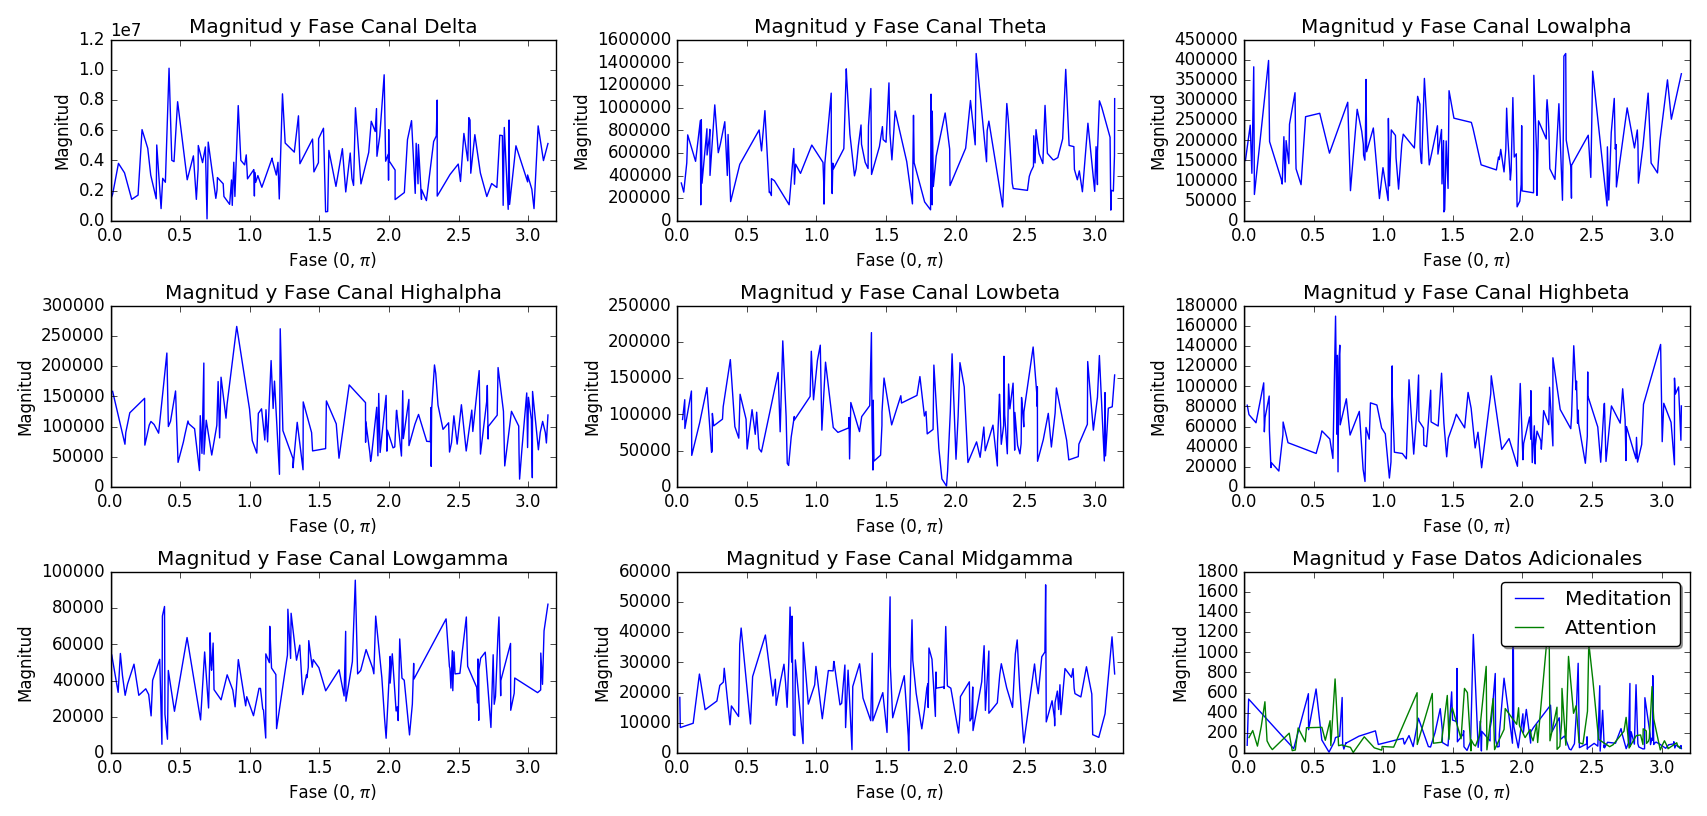 Magnitud y Fase Canal Delta
1e7
Magnitud
1.2
1.0
0.8
0.6
0.4
0.2
0.0
0.0 0.5 1.0 1.5 2.0 2.5 3.0
Fase (0, π)
Magnitud y Fase Canal Theta
Magnitud
1600000
1400000
1200000
1000000
800000
600000
400000
200000
0
0.0 0.5 1.0 1.5 2.0 2.5 3.0
Fase (0, π)
Magnitud y Fase Canal Lowalpha
Magnitud
450000
400000
350000
300000
250000
200000
150000
100000
50000
0
0.0 0.5 1.0 1.5 2.0 2.5 3.0
Fase (0, π)
Magnitud y Fase Canal Highalpha
Magnitud
300000
250000
200000
150000
100000
50000
0
0.0 0.5 1.0 1.5 2.0 2.5 3.0
Fase (0, π)
Magnitud y Fase Canal Lowbeta
Magnitud
250000
200000
150000
100000
50000
0
0.0 0.5 1.0 1.5 2.0 2.5 3.0
Fase (0, π)
Magnitud y Fase Canal Highbeta
Magnitud
180000
160000
140000
120000
100000
80000
60000
40000
20000
0
0.0 0.5 1.0 1.5 2.0 2.5 3.0
Fase (0, π)
Magnitud y Fase Canal Lowgamma
Magnitud
100000
80000
60000
40000
20000
0
0.0 0.5 1.0 1.5 2.0 2.5 3.0
Fase (0, π)
Magnitud y Fase Canal Midgamma
Magnitud
60000
50000
40000
30000
20000
10000
0
0.0 0.5 1.0 1.5 2.0 2.5 3.0
Fase (0, π)
Magnitud y Fase Datos Adicionales
Magnitud
1800
1600
1400
1200
1000
800
600
400
200
0
Meditation
Attention
0.0 0.5 1.0 1.5 2.0 2.5 3.0
Fase (0, π)